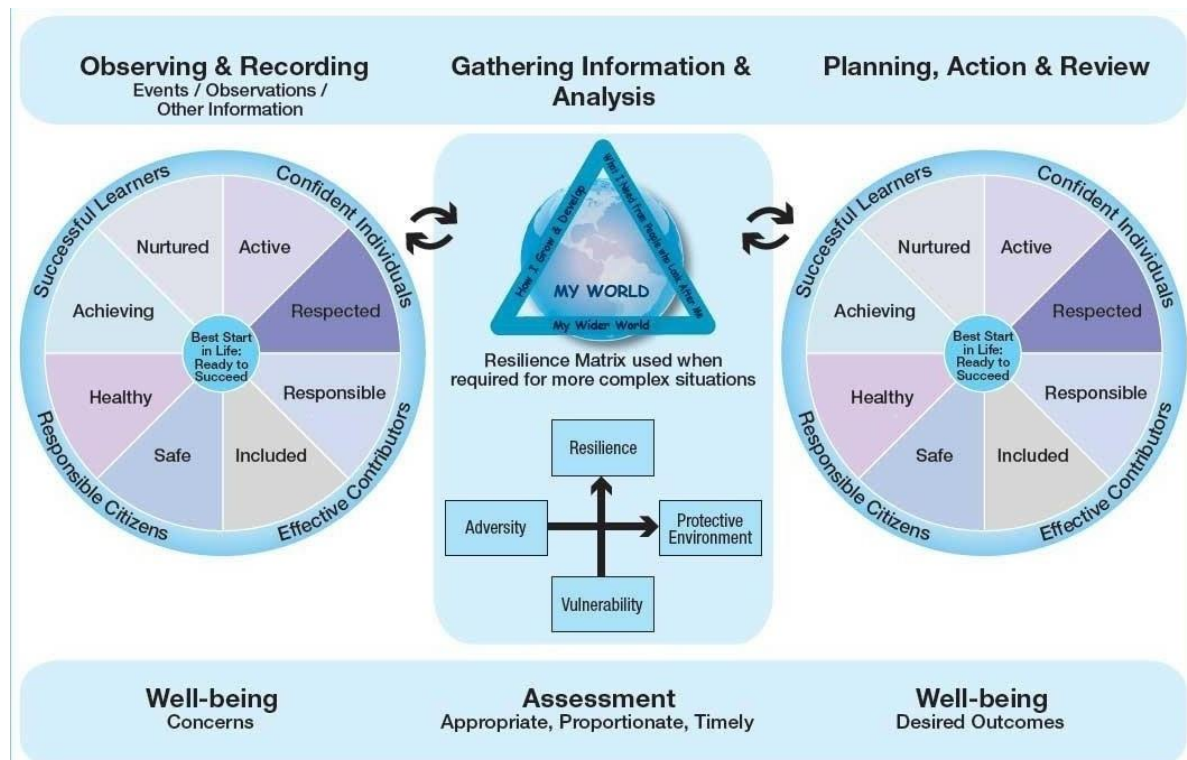 Observing & Recording
Events / Observations /
Other Information
Gathering Information &
Analysis
Planning, Action & Review
Successful Learners
Confident Individuals
Nurtured
Active
Achieving
Respected
Best Start
in Life:
Ready to
Succeed
Healthy
Responsible
Safe
Included
Responsible Citizens
Effective Contributors
How I Grow & Develop
What I Need From People Who Look After Me
MY WORLD
My Wider World
Resilience Matrix used when
required for more complex situations
Resilience
Adversity
Protective
Environment
Vulnerability
Successful Learners
Confident Individuals
Nurtured
Active
Achieving
Respected
Best Start
in Life:
Ready to
Succeed
Healthy
Responsible
Safe
Included
Responsible Citizens
Effective Contributors
Well-being
Concerns
Assessment
Appropriate, Proportionate, Timely
Well-being
Desired Outcomes